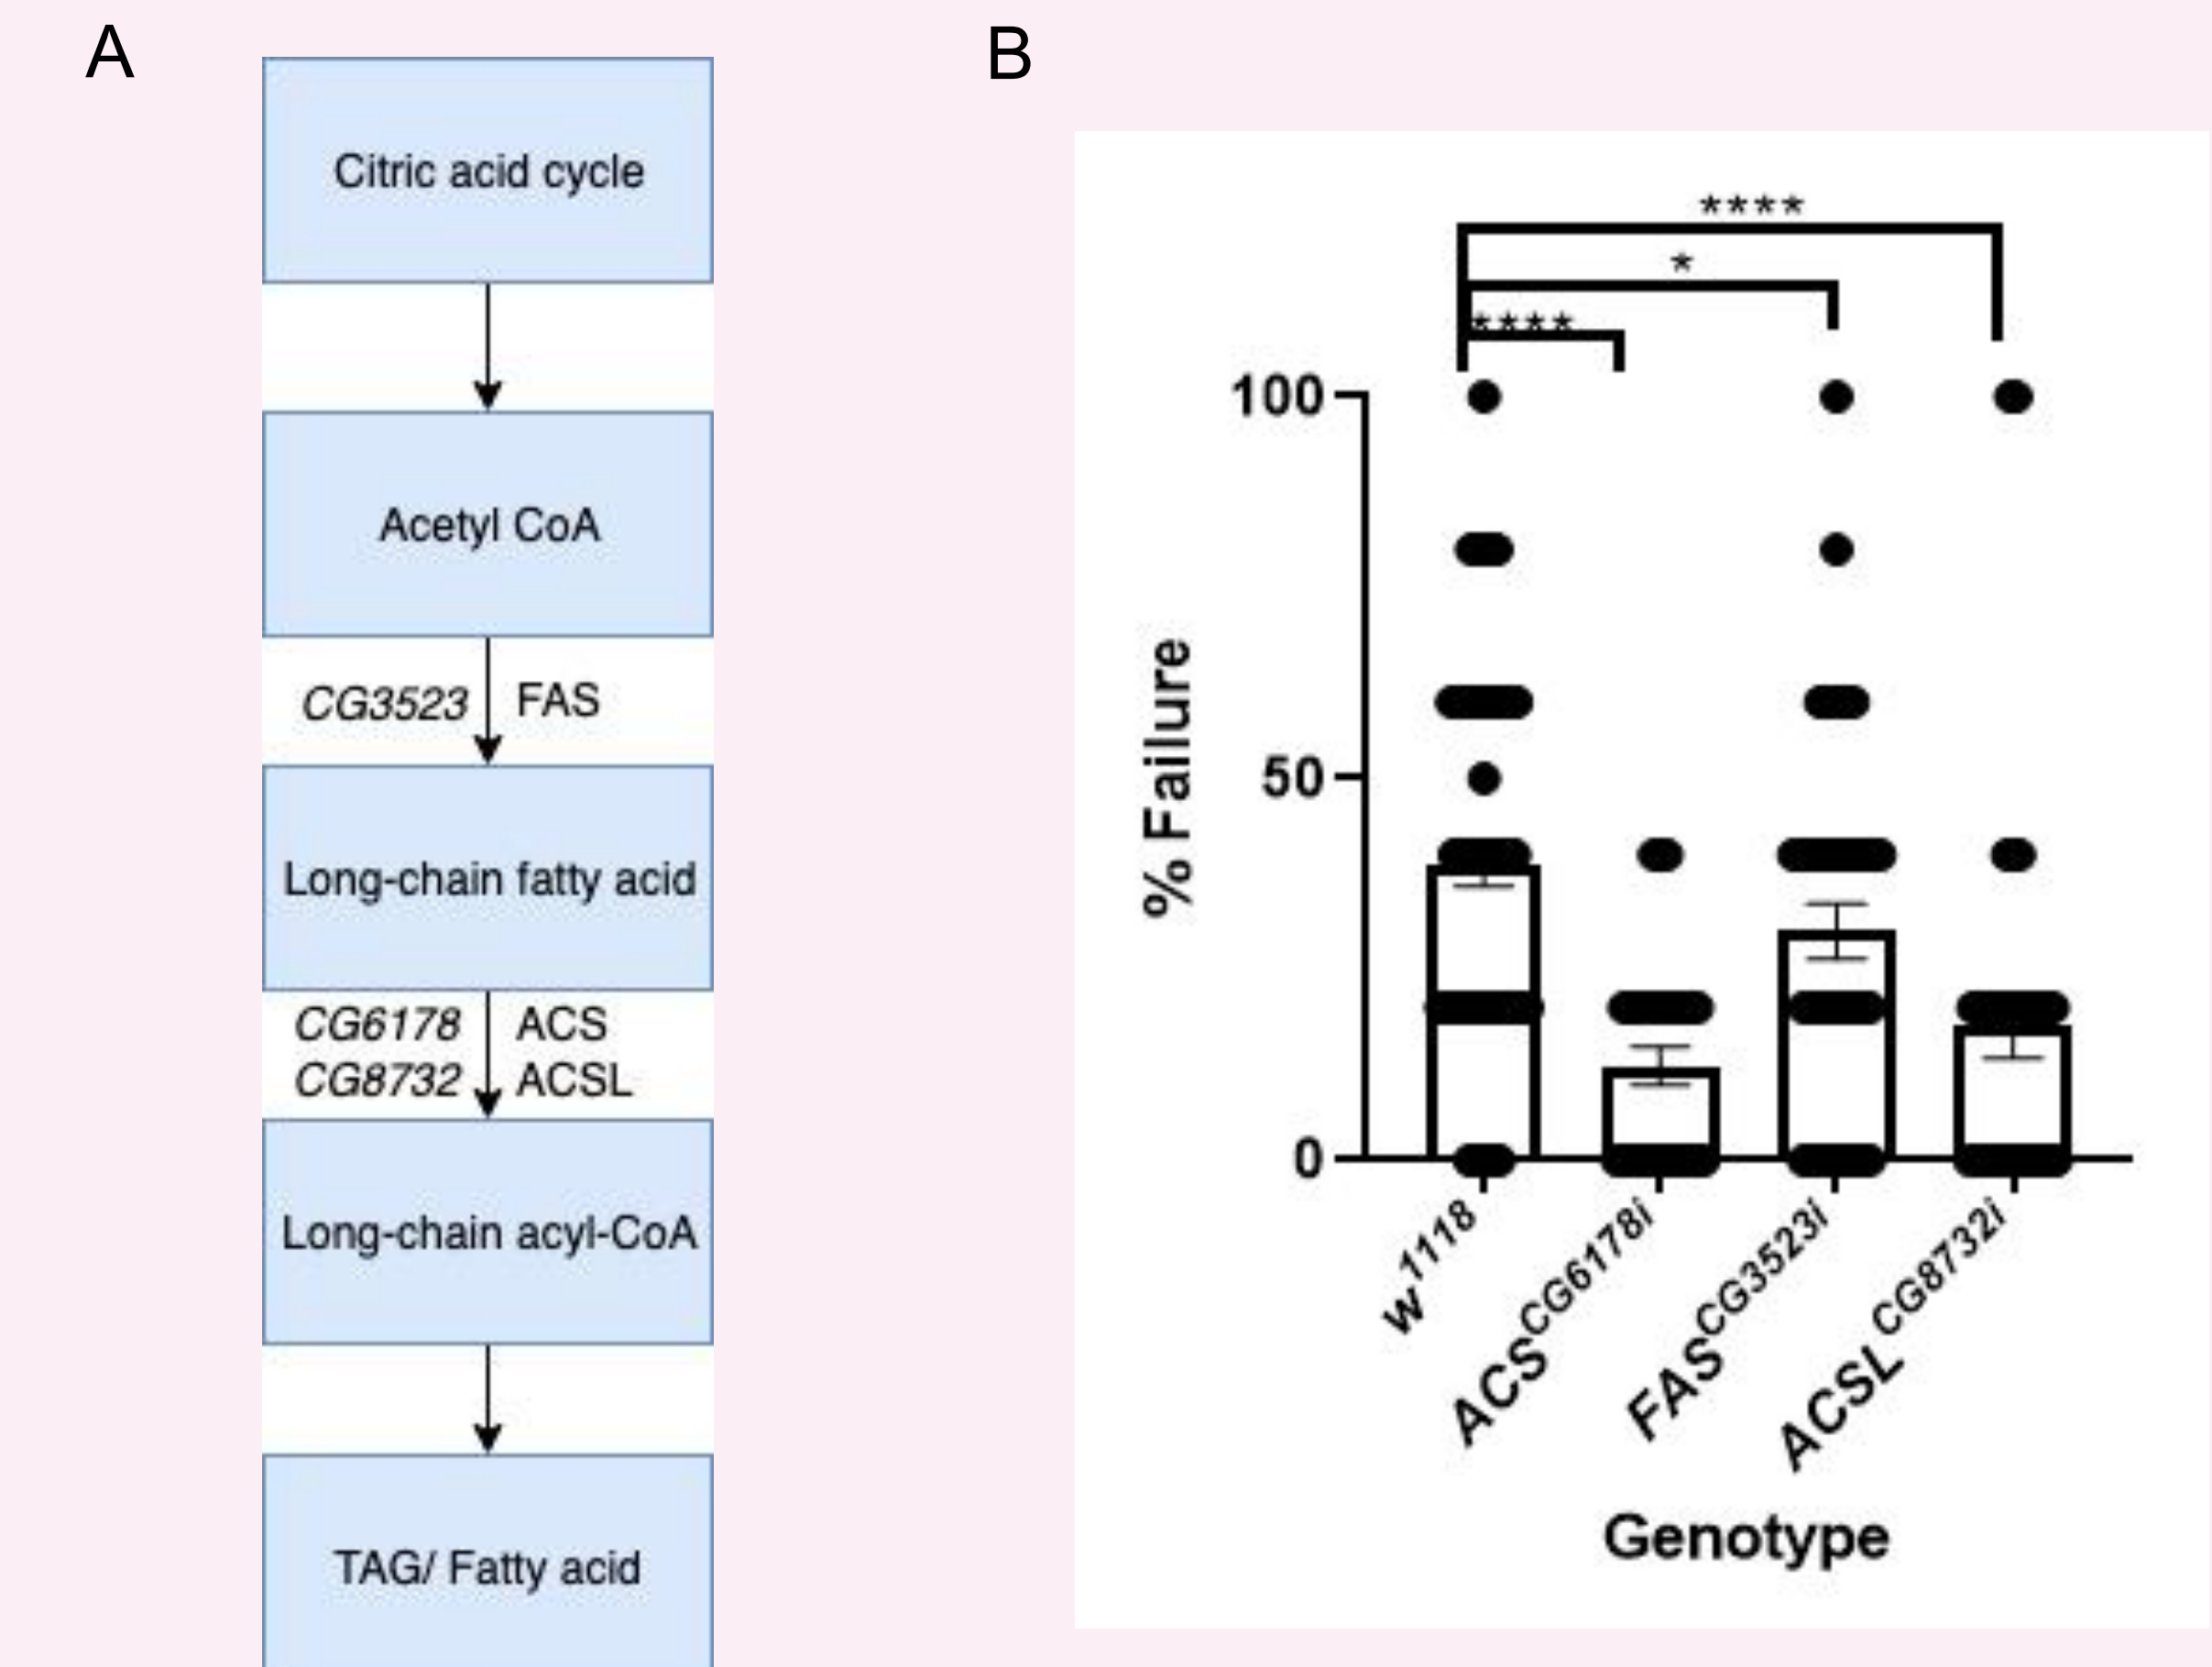 A
Citric acid cycle
Acetyl CoA
CG3523 FAS
Long-chain fatty acid
CG6178 ACS
CG8732 ACSL
Long-chain acyl-CoA
TAG/ Fatty acid
B
****
*
****
100
50
0
% Failure
w1118
ACSCG6178i
FASCG3523i
ACSL CG8732i
Genotype